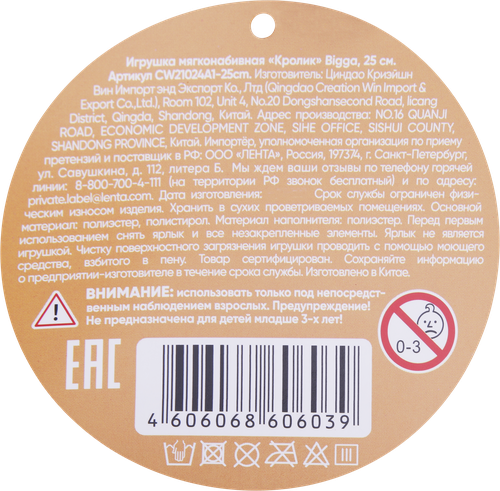 Игрушка мягконабивная «Кролик» Bigga, 25 см.
Артикул CW21024A1-25cm. Изготовитель: Циндао Криэйшн
Вин Импорт энд Экспорт Ко., Лтд (Qingdao Creation Win Import &
Export Co.,Ltd.), Room 102, Unit 4, No.20 Dongshansecond Road, licang
District, Qingda, Shandong, Китай. Адрес производства: NO.16 QUANJI
ROAD, ECONOMIC DEVELOPMENT ZONE, SIHE OFFICE, SISHUI COUNTY,
SHANDONG PROVINCE, Китай. Импортёр, уполномоченная организация по приему
претензий и поставщик в РФ: ООО «ЛЕНТА», Россия, 197374, г. Санкт-Петербург,
ул. Савушкина, д. 112, литера Б. Мы ждем ваши отзывы по телефону горячей
линии: 8-800-700-4-111 (на территории РФ звонок бесплатный) и по адресу:
private.label@lenta.com. Дата изготовления: Срок службы ограничен физи-
ческим износом изделия. Хранить в сухих проветриваемых помещениях. Основной
материал: полиэстер, полистирол. Материал наполнителя: полиэстер. Перед первым
использованием снять ярлык и все незакрепленные элементы. Ярлык не является
игрушкой. Чистку поверхностного загрязнения игрушки проводить с помощью моющего
средства, взбитого в пену. Товар сертифицирован. Сохраняйте информацию
о предприятии-изготовителе в течение срока службы. Изготовлено в Китае.
ВНИМАНИЕ: использовать только под непосредст-
венным наблюдением взрослых. Предупреждение!
Не предназначена для детей младше 3-х лет!
0-3
EAC
4 606068 606039